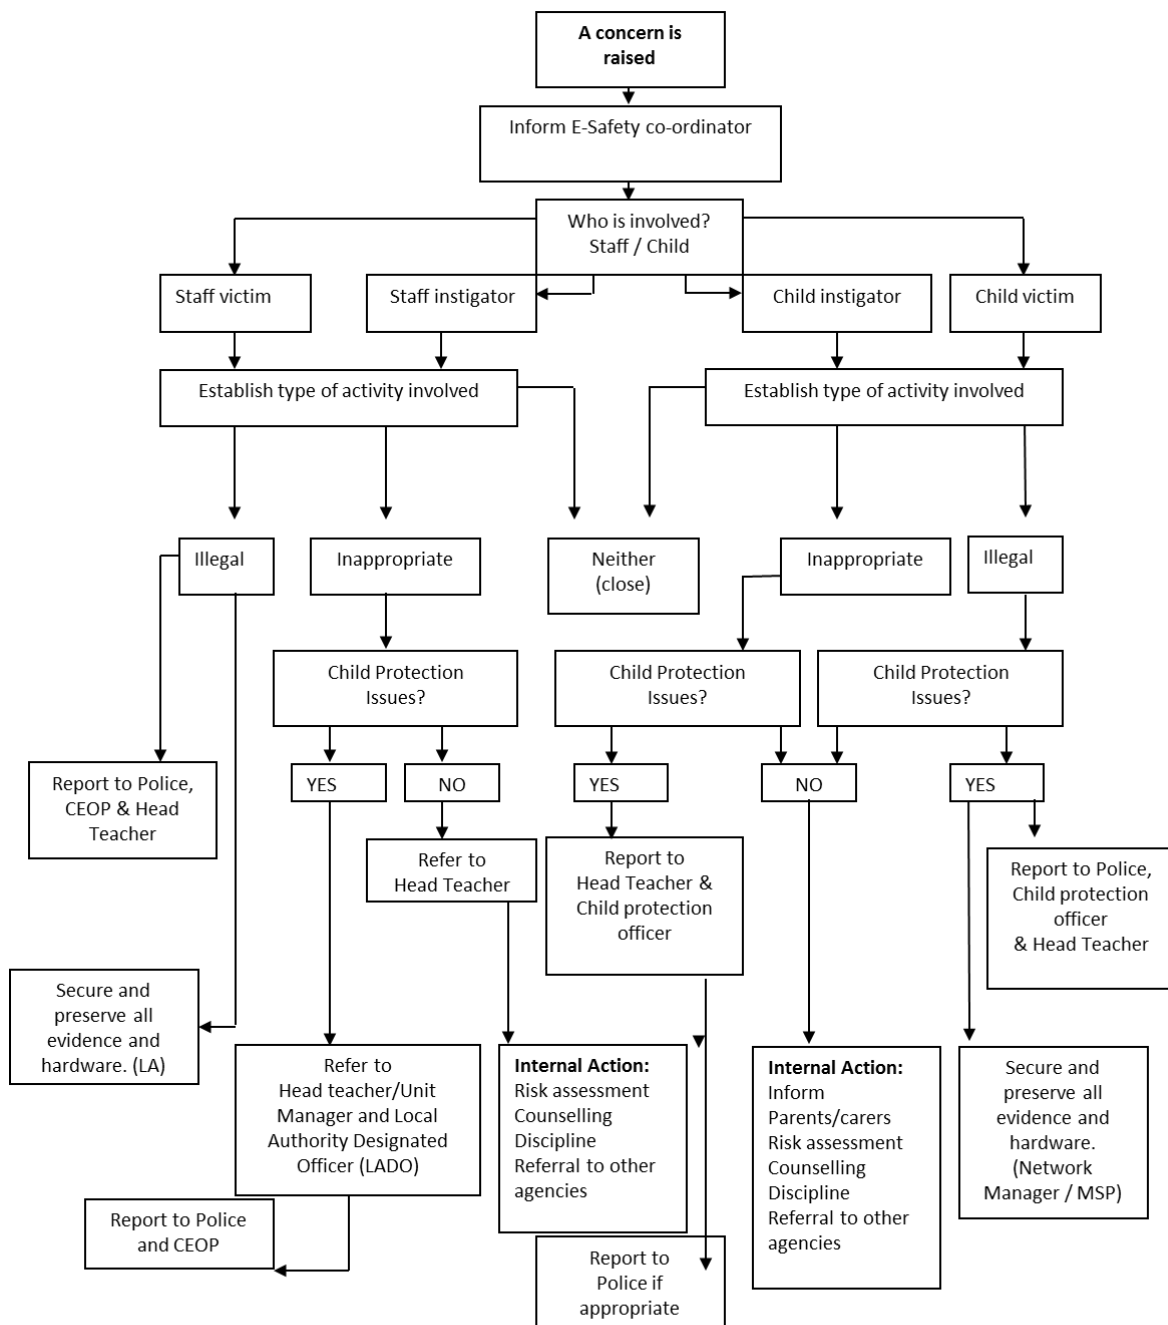 A concern is
raised
Inform E-Safety co-ordinator
Who is involved?
Staff / Child
Staff victim
Staff instigator
Child instigator
Child victim
Establish type of activity involved
Establish type of activity involved
Illegal
Inappropriate
Neither
(close)
Inappropriate
Illegal
Child Protection
Issues?
Child Protection
Issues?
Child Protection
Issues?
Report to Police,
CEOP & Head
Teacher
YES
NO
YES
NO
YES
Refer to
Head Teacher
Report to
Head Teacher &
Child protection
officer
Report to Police,
Child protection
officer
& Head Teacher
Secure and
preserve all
evidence and
hardware. (LA)
Refer to
Head teacher/Unit
Manager and Local
Authority Designated
Officer (LADO)
Internal Action:
Risk assessment
Counselling
Discipline
Referral to other
agencies
Internal Action:
Inform
Parents/carers
Risk assessment
Counselling
Discipline
Referral to other
agencies
Secure and
preserve all
evidence and
hardware.
(Network
Manager / MSP)
Report to Police
and CEOP
Report to
Police if
appropriate